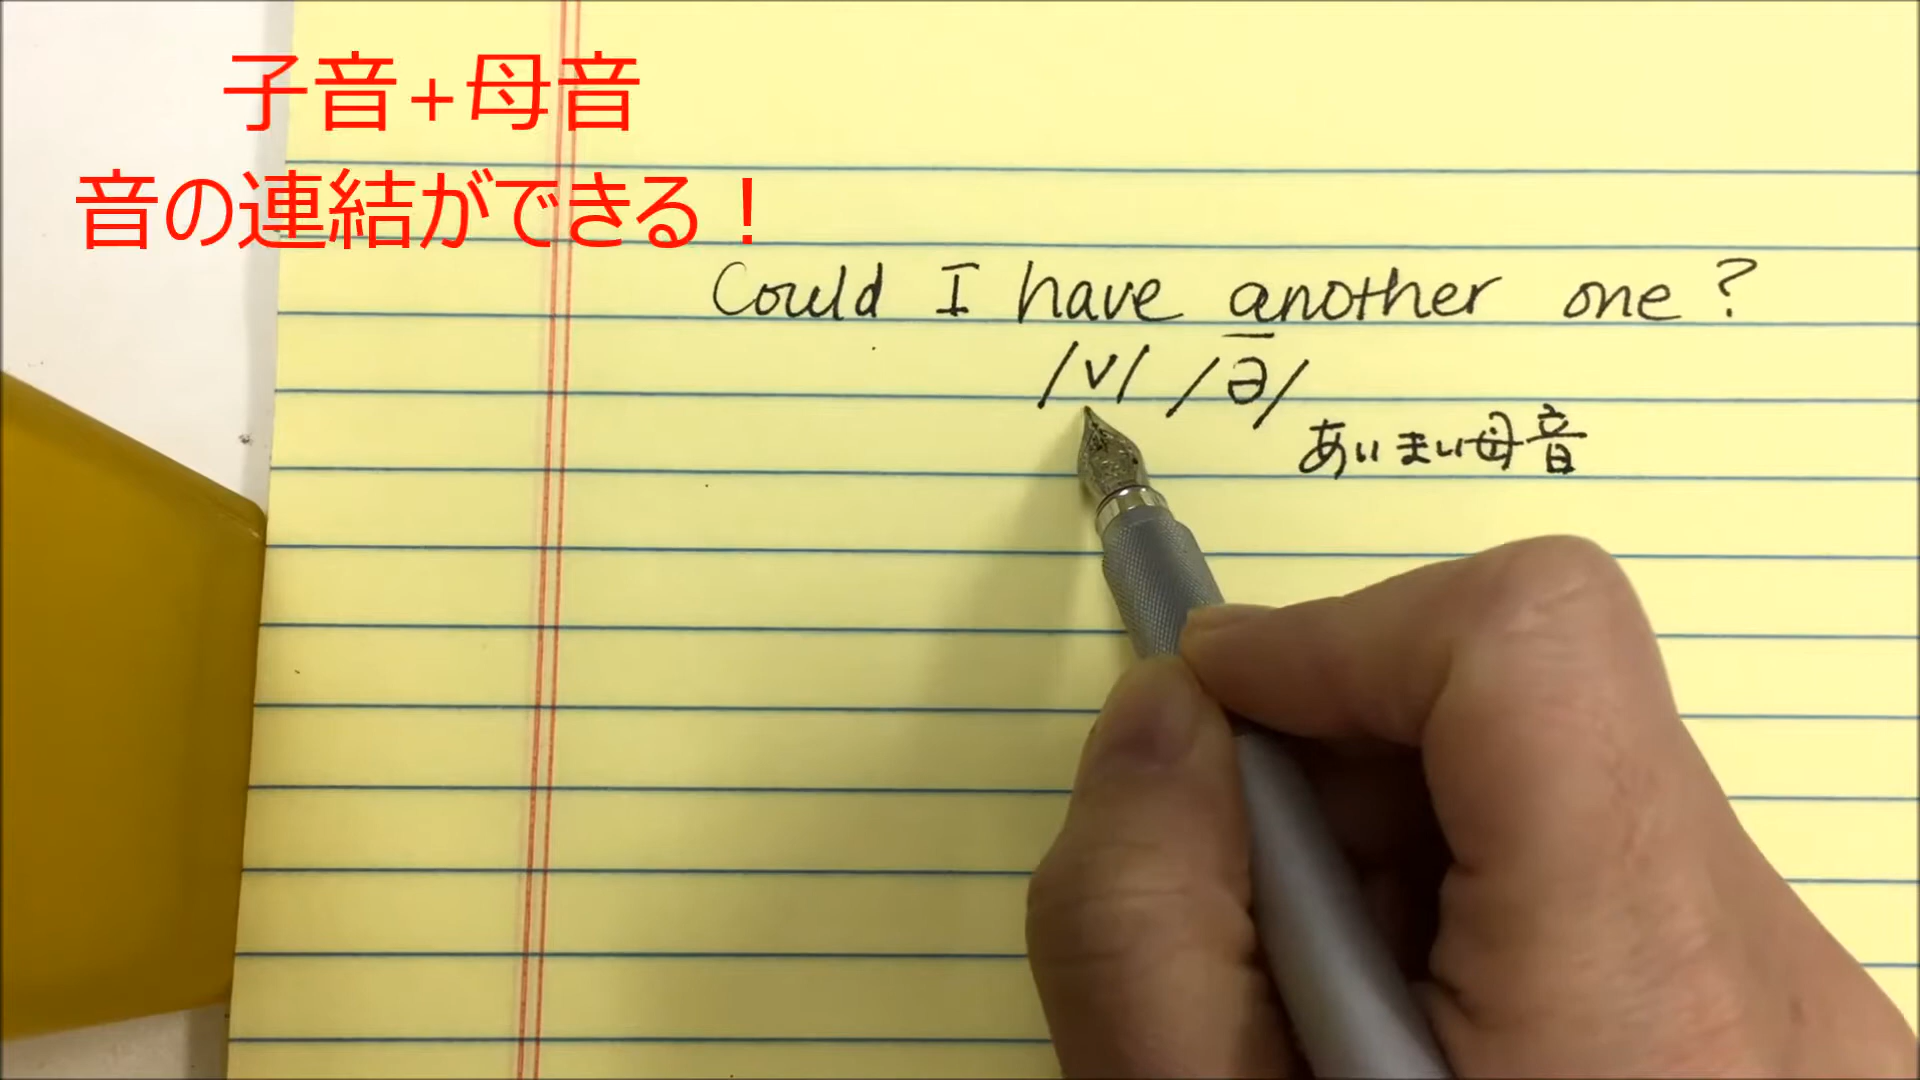 子音+母音
音の連結ができる！
Could I have another one?
/v/ /ə/
あいまい母音